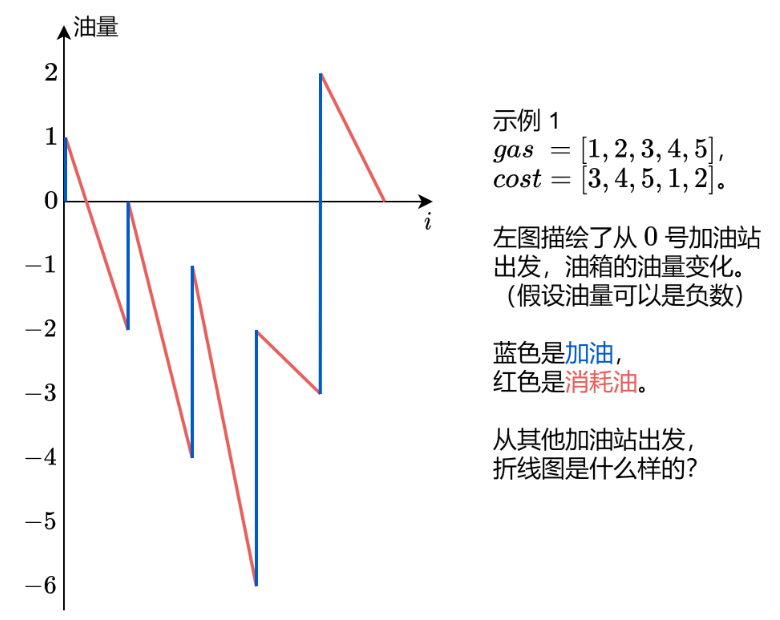 油量
2
1
0
i
−1
−2
−3
−4
−5
−6
示例 1
gas = [1, 2, 3, 4, 5],
cost = [3, 4, 5, 1, 2]。
左图描绘了从 0 号加油站
出发，油箱的油量变化。
（假设油量可以是负数）
蓝色是加油，
红色是消耗油。
从其他加油站出发，
折线图是什么样的？